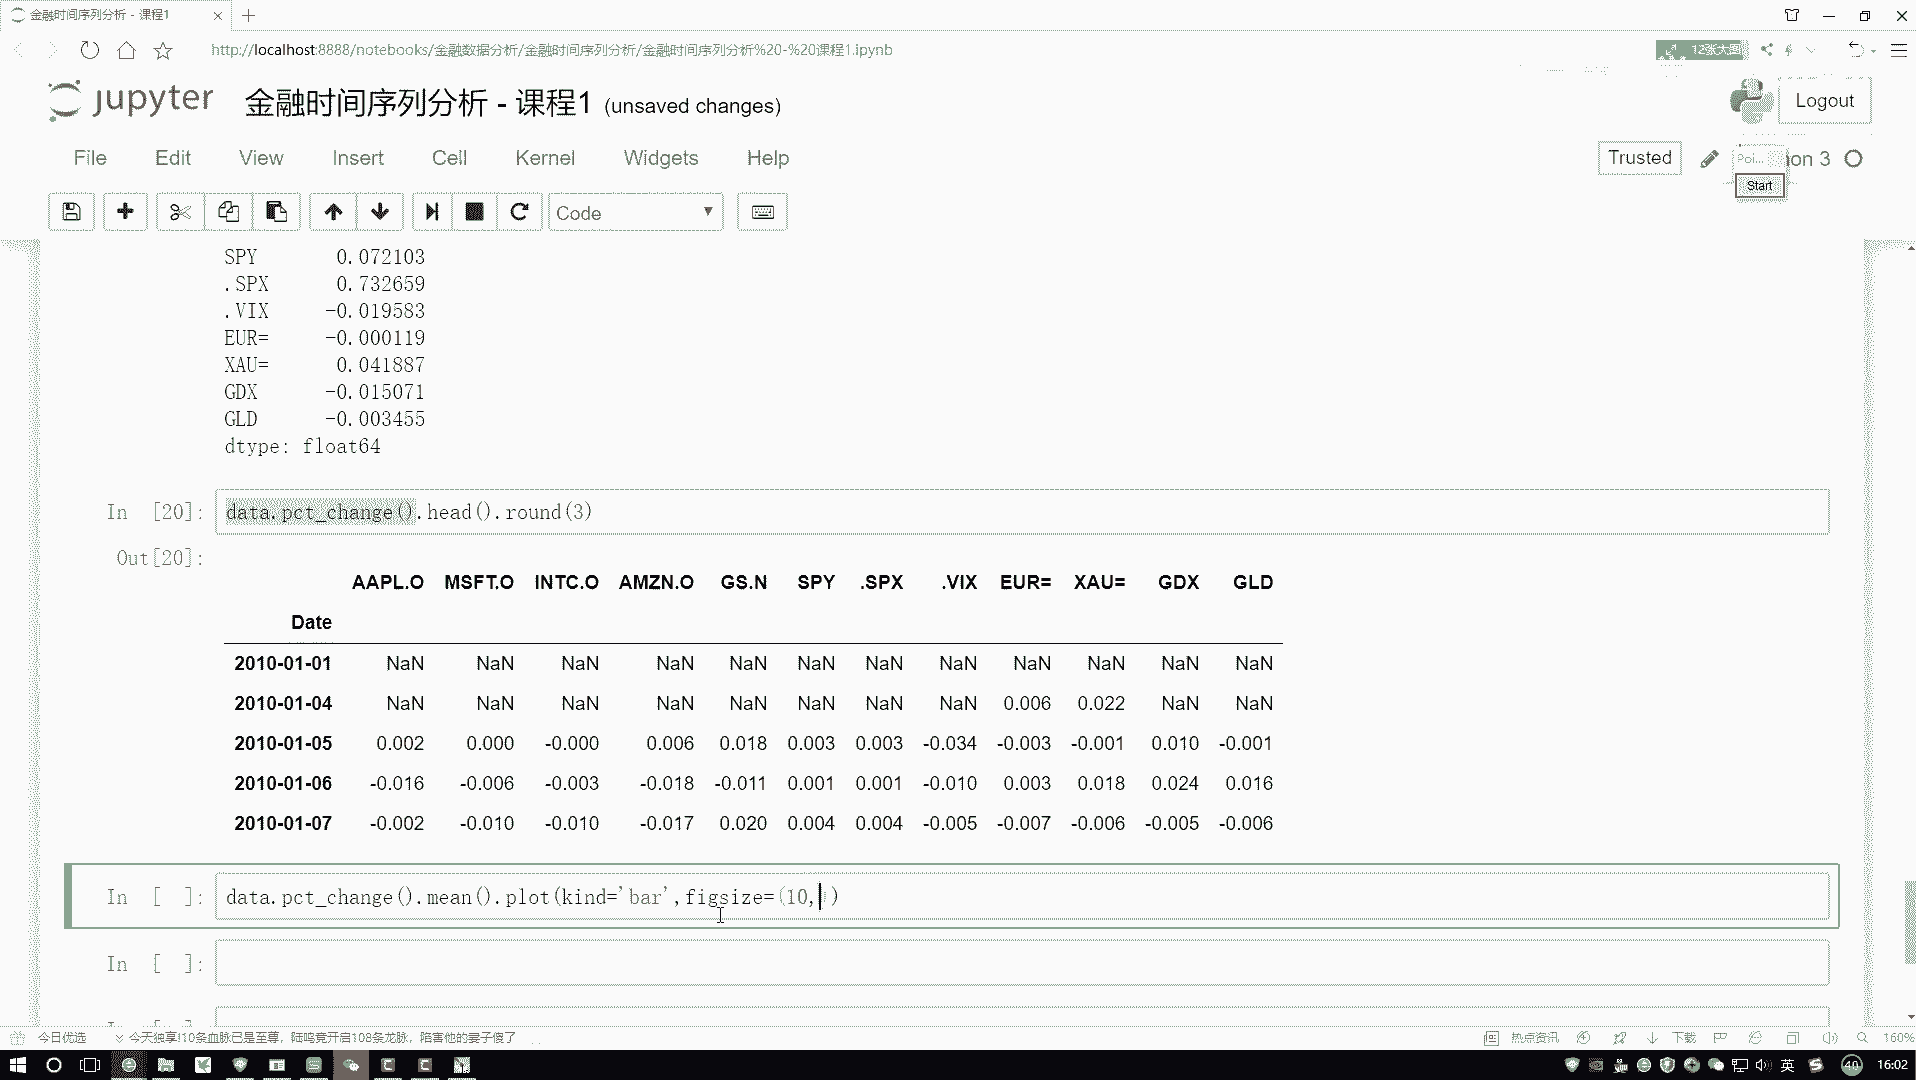 金融时间序列分析 - 课程1
http://localhost:8888/notebooks/金融数据分析/金融时间序列分析/金融时间序列分析%20-%20课程1.ipynb
12张大图
jupyter 金融时间序列分析 - 课程1 (unsaved changes)
Logout
File Edit View Insert Cell Kernel Widgets Help
Trusted
Poi... on 3
Start
Code
SPY 0.072103
.SPX 0.732659
.VIX -0.019583
EUR= -0.000119
XAU= 0.041887
GDX -0.015071
GLD -0.003455
dtype: float64
In [20]: data.pct_change().head().round(3)
Out[20]:
AAPL.O MSFT.O INTC.O AMZN.O GS.N SPY .SPX .VIX EUR= XAU= GDX GLD
Date
2010-01-01 NaN NaN NaN NaN NaN NaN NaN NaN NaN NaN NaN NaN
2010-01-04 NaN NaN NaN NaN NaN NaN NaN NaN 0.006 0.022 NaN NaN
2010-01-05 0.002 0.000 -0.000 0.006 0.018 0.003 0.003 -0.034 -0.003 -0.001 0.010 -0.001
2010-01-06 -0.016 -0.006 -0.003 -0.018 -0.011 0.001 0.001 -0.010 0.003 0.018 0.024 0.016
2010-01-07 -0.002 -0.010 -0.010 -0.017 0.020 0.004 0.004 -0.005 -0.007 -0.006 -0.005 -0.006
In [ ]: data.pct_change().mean().plot(kind='bar',figsize=(10,))
In [ ]:
今日优选 今天独享!10条血脉已是至尊，陆鸣竟开启108条龙脉，陷害他的妻子傻了
热点资讯 下载 160%
英 40 16:02